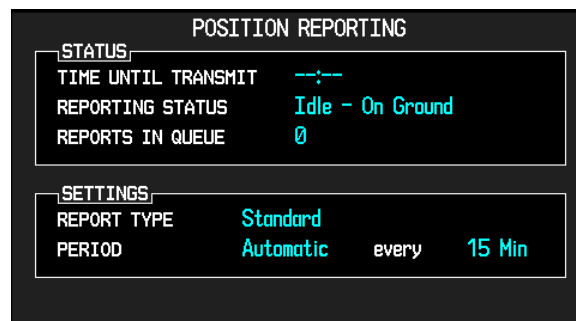 POSITION REPORTING
STATUS
TIME UNTIL TRANSMIT --:--
REPORTING STATUS Idle - On Ground
REPORTS IN QUEUE 0
SETTINGS
REPORT TYPE Standard
PERIOD Automatic every 15 Min